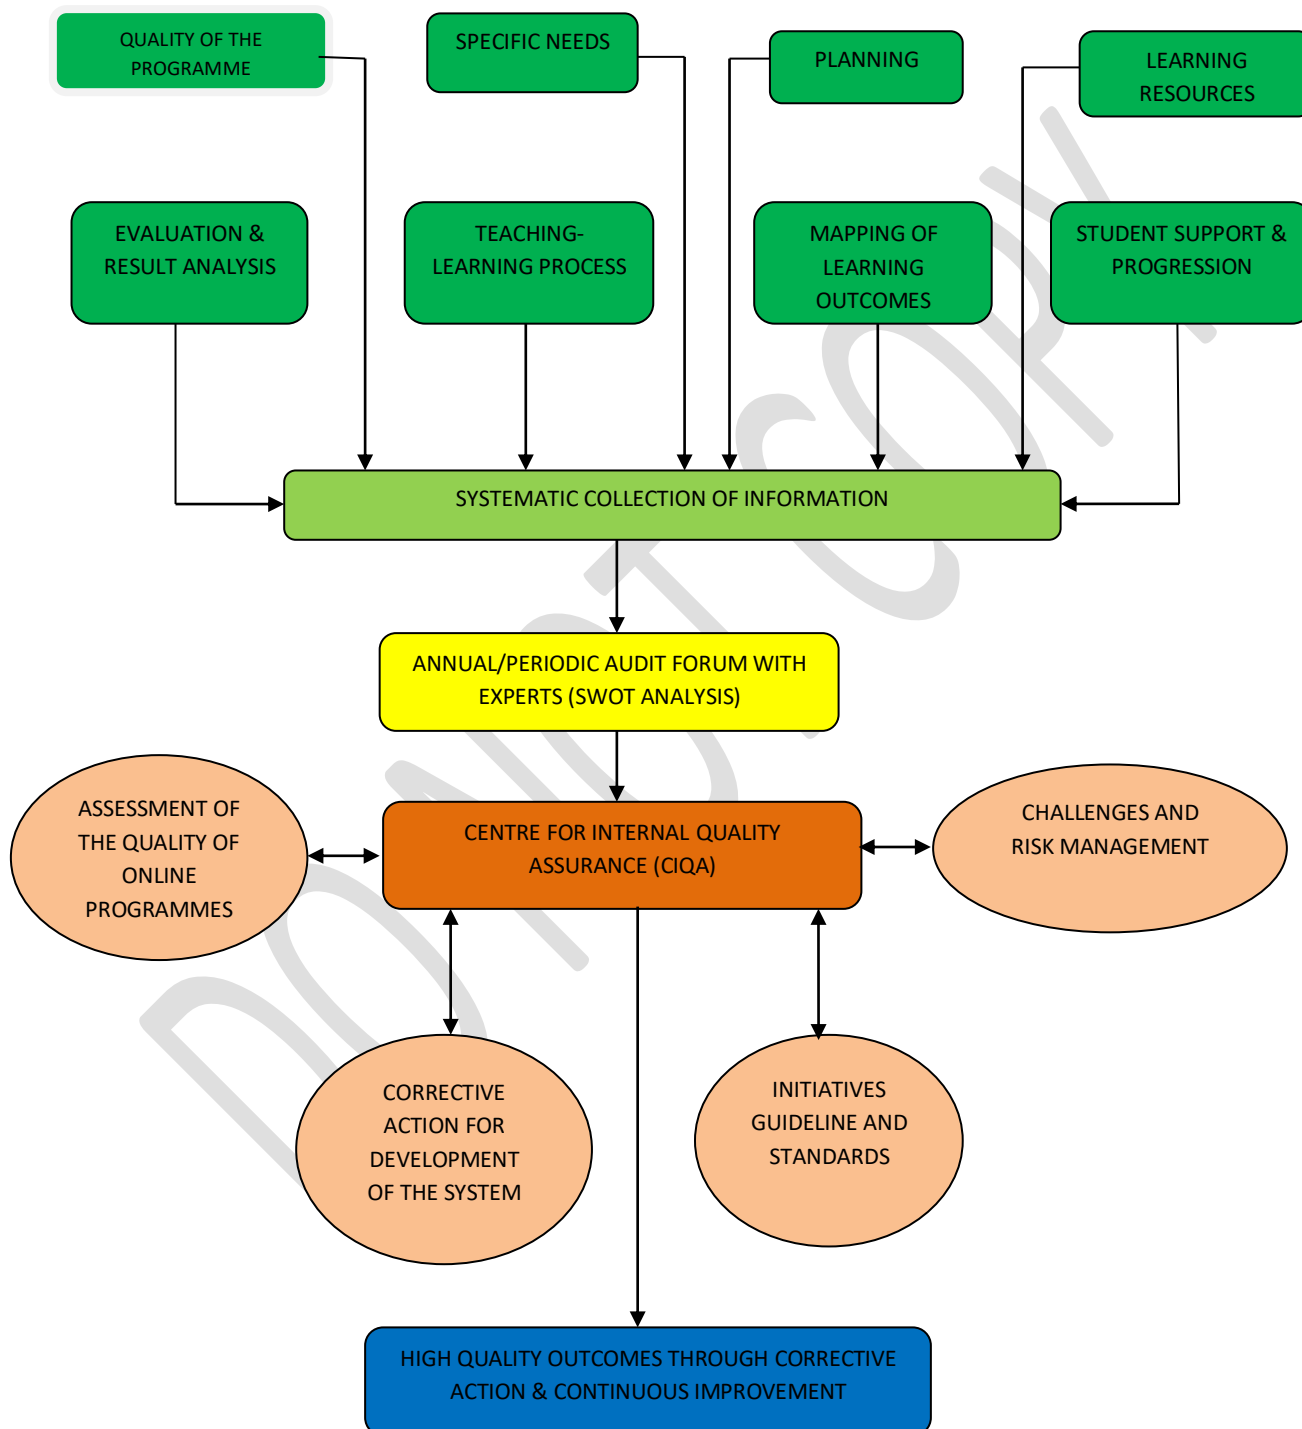 QUALITY OF THE
PROGRAMME
SPECIFIC NEEDS
PLANNING
LEARNING
RESOURCES
EVALUATION &
RESULT ANALYSIS
TEACHING-
LEARNING PROCESS
MAPPING OF
LEARNING
OUTCOMES
STUDENT SUPPORT &
PROGRESSION
SYSTEMATIC COLLECTION OF INFORMATION
ANNUAL/PERIODIC AUDIT FORUM WITH
EXPERTS (SWOT ANALYSIS)
ASSESSMENT OF
THE QUALITY OF
ONLINE
PROGRAMMES
CENTRE FOR INTERNAL QUALITY
ASSURANCE (CIQA)
CHALLENGES AND
RISK MANAGEMENT
CORRECTIVE
ACTION FOR
DEVELOPMENT
OF THE SYSTEM
INITIATIVES
GUIDELINE AND
STANDARDS
HIGH QUALITY OUTCOMES THROUGH CORRECTIVE
ACTION & CONTINUOUS IMPROVEMENT
DO NOT COPY